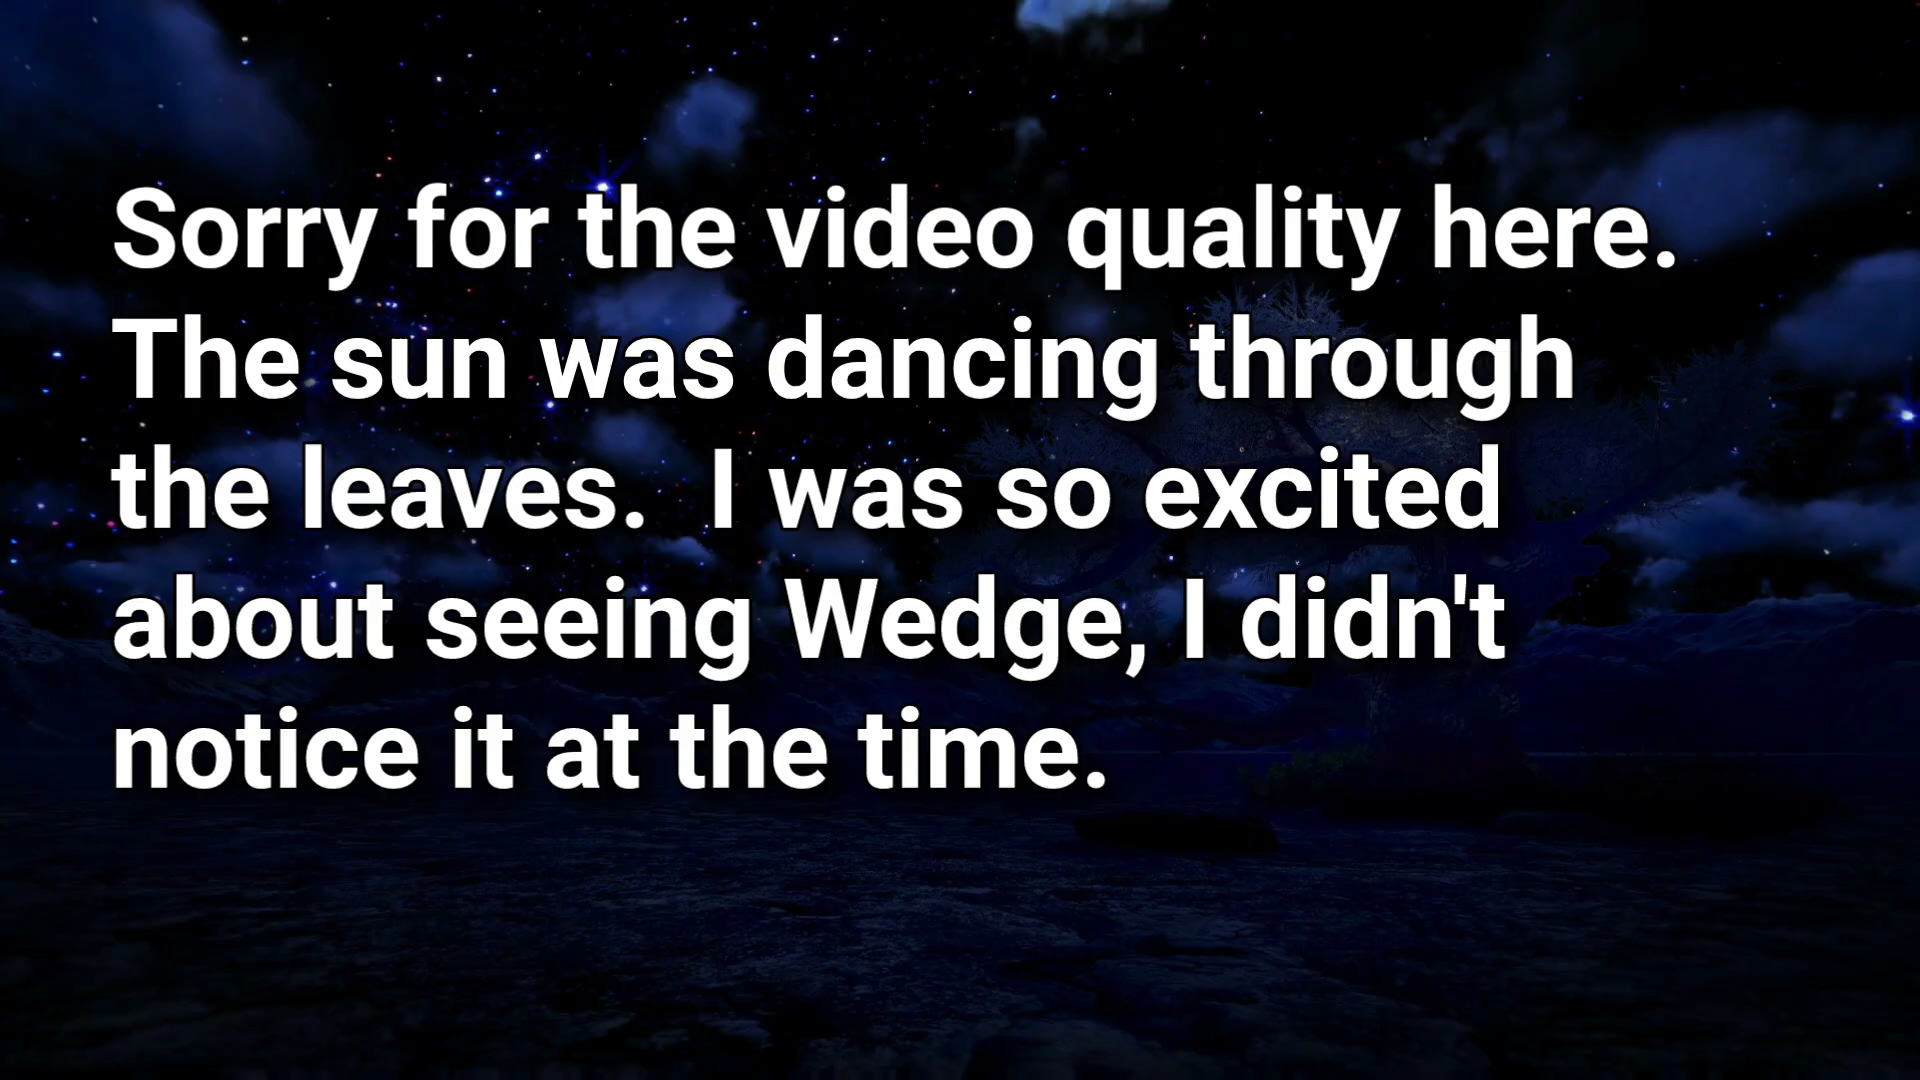 Sorry for the video quality here.
The sun was dancing through
the leaves.  I was so excited
about seeing Wedge, I didn't
notice it at the time.